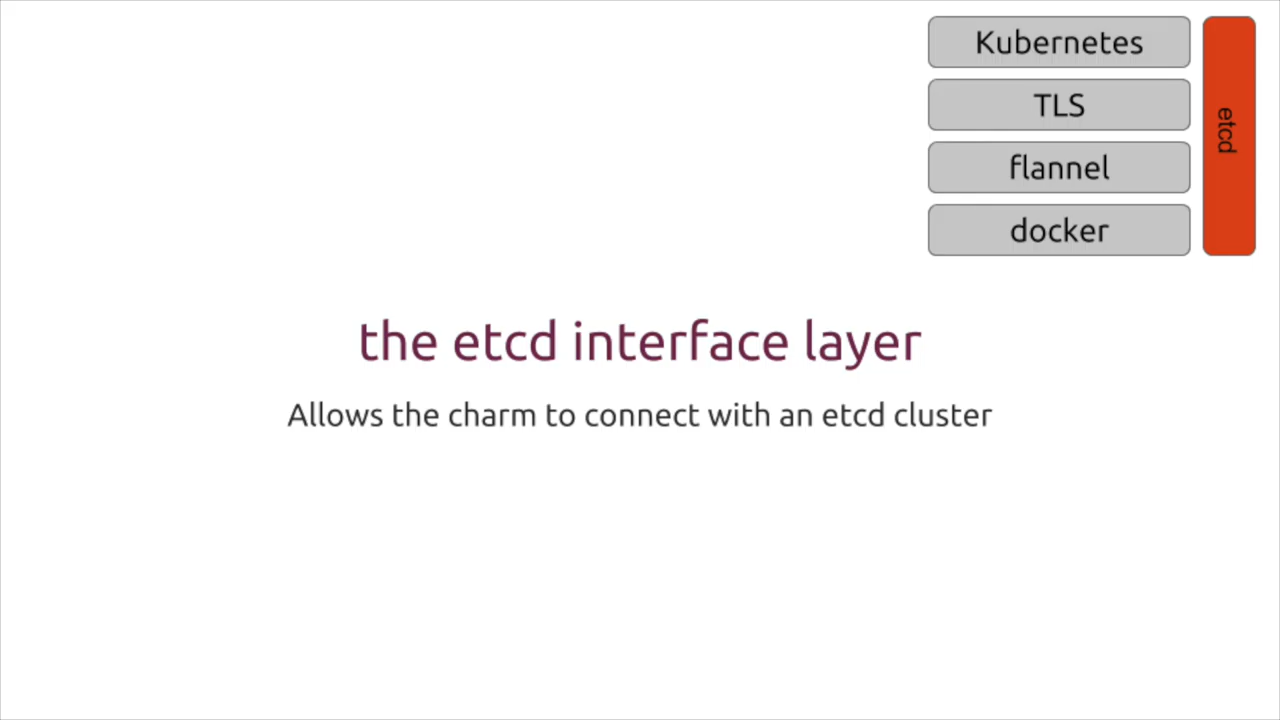 Kubernetes
TLS
flannel
docker
etcd
the etcd interface layer
Allows the charm to connect with an etcd cluster